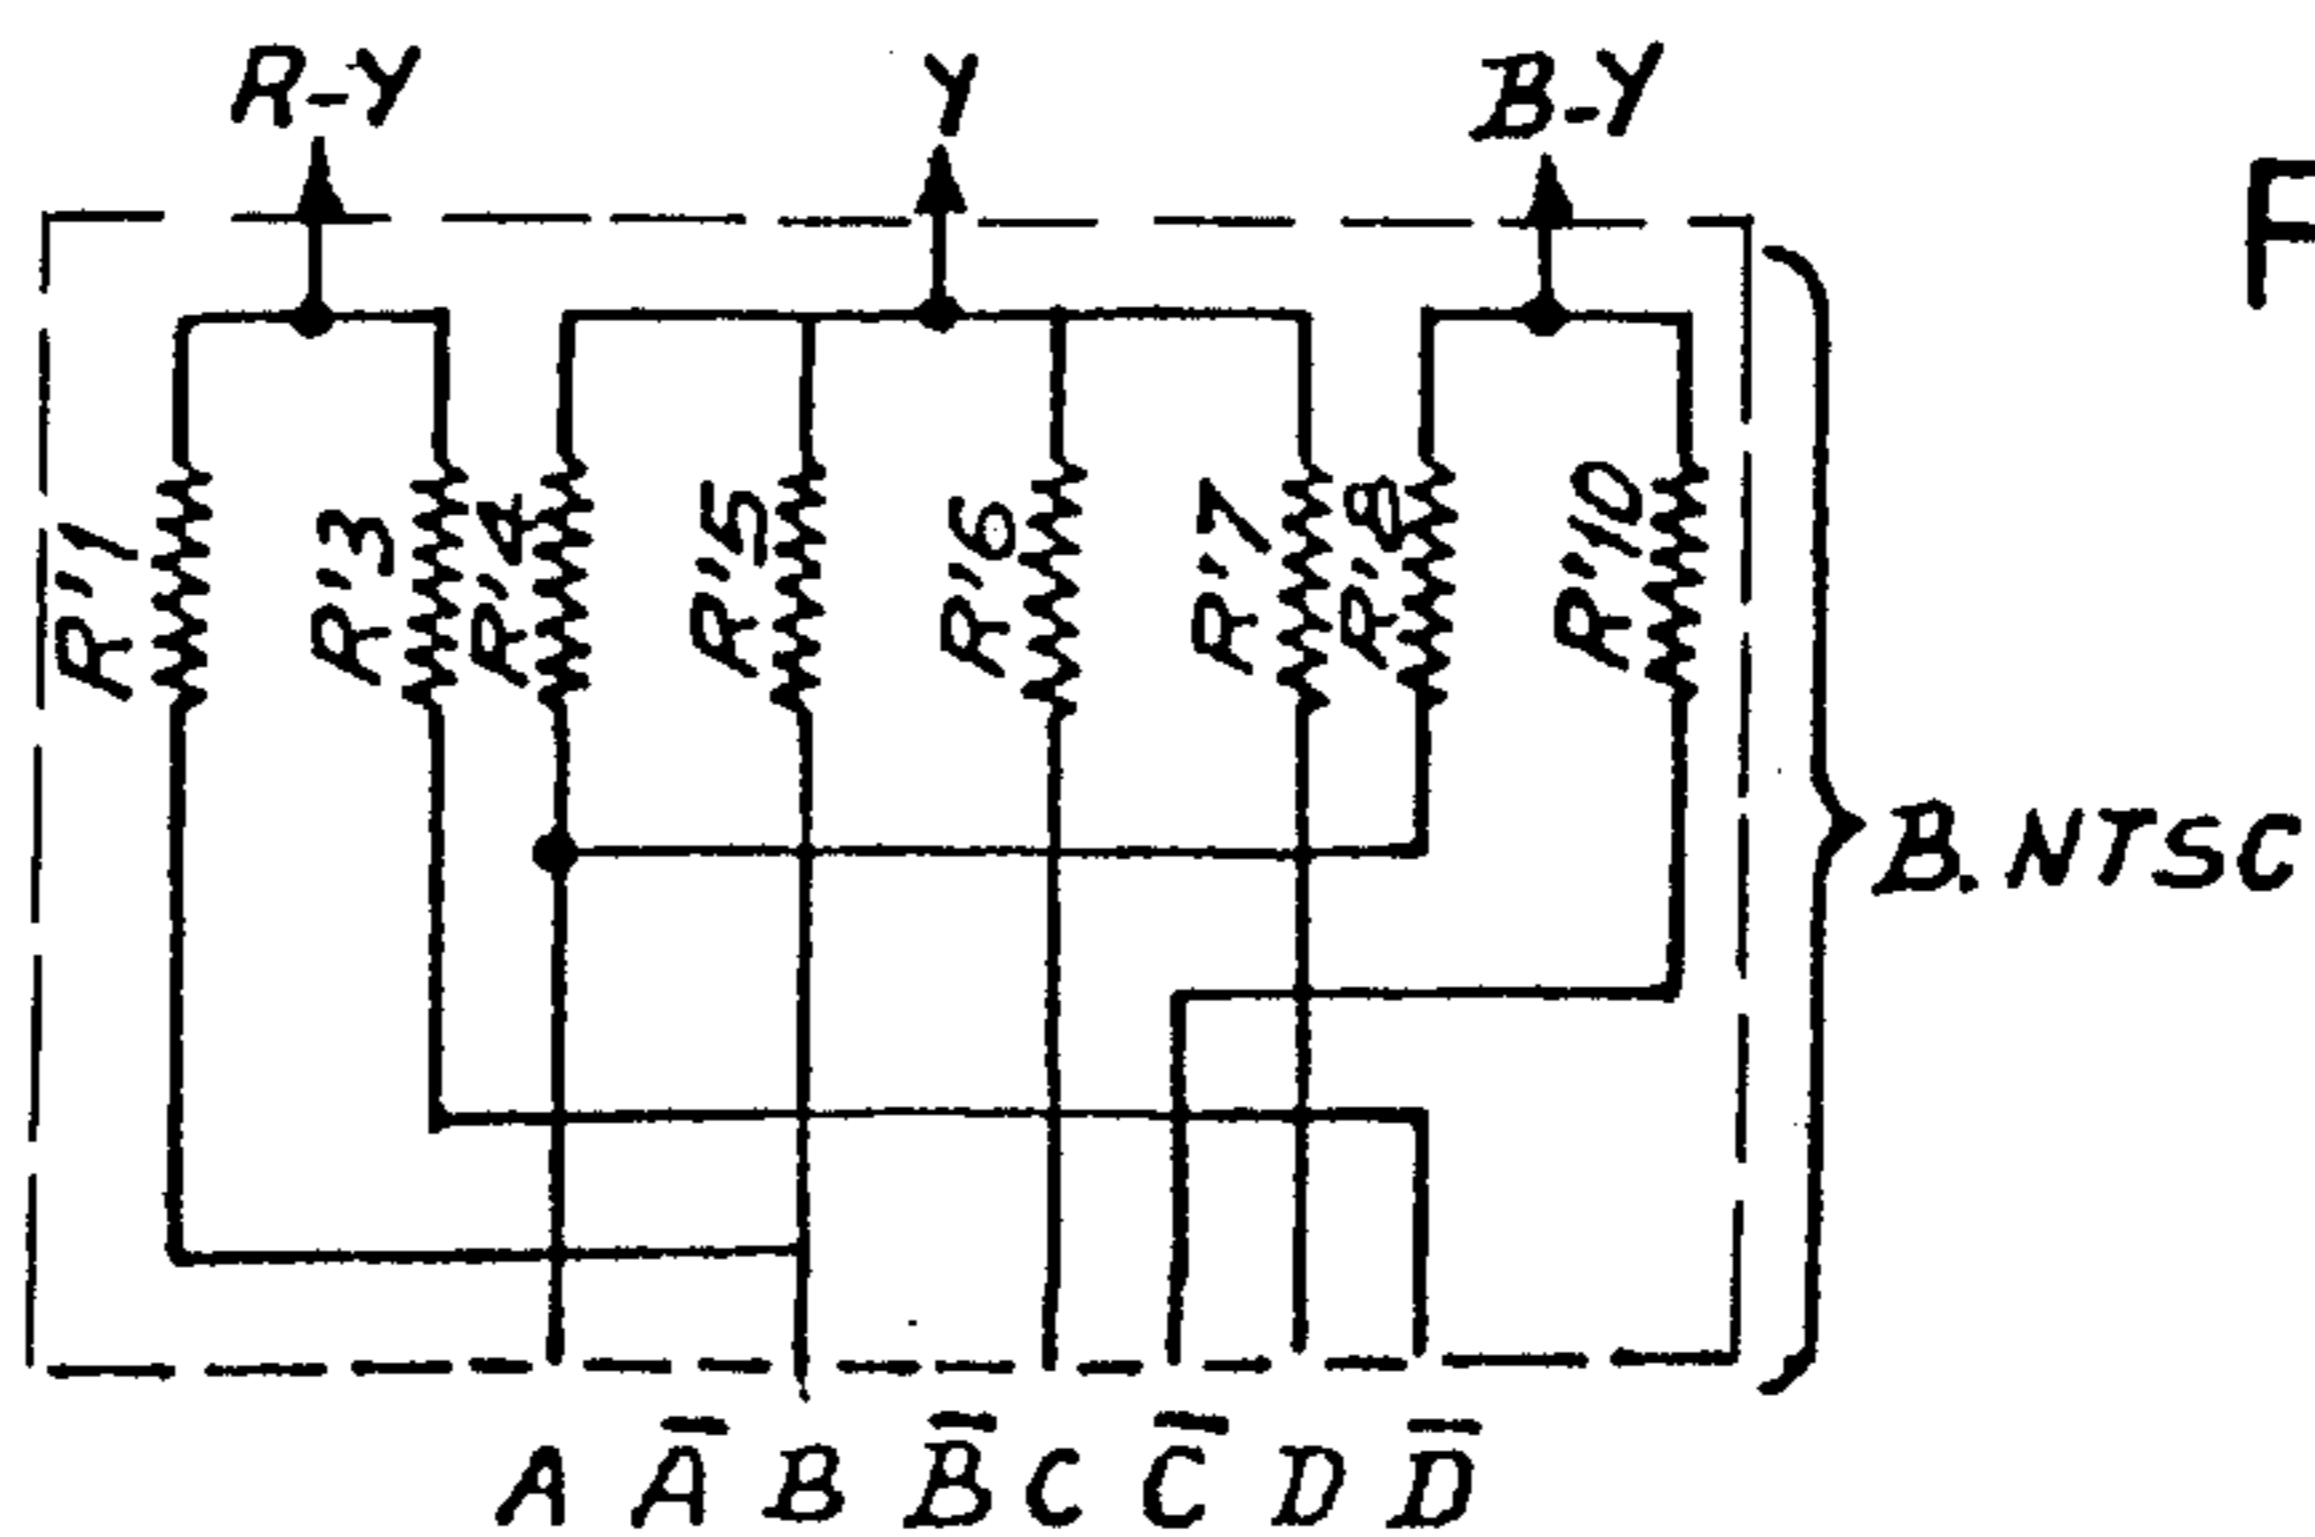 R-Y Y B-Y
F
R'1 R'3 R'4 R'5 R'6 R'7 R'8 R'10
B.NTSC
A A̅ B B̅ C C̅ D D̅